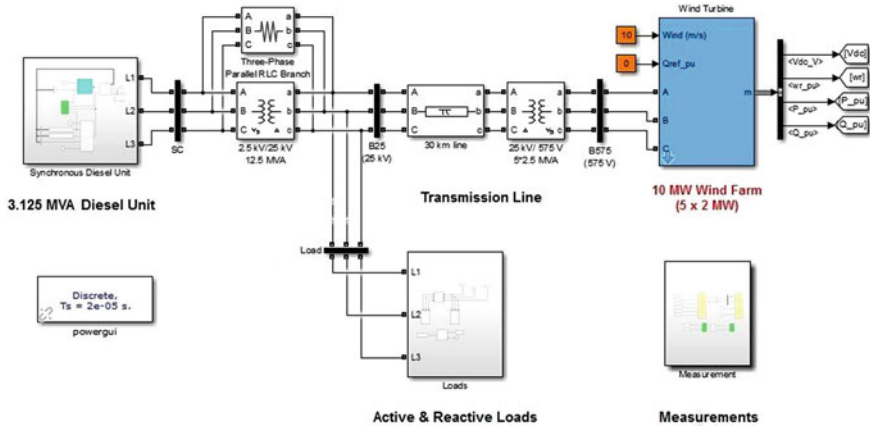 A
B
C
a
b
c
Three-Phase
Parallel RLC Branch
Wind Turbine
10
Wind (m/s)
0
Qref_pu
A
B
C
m
<Vdc_V>
[Vdc]
<wr_pu>
[wr]
<P_pu>
[P_pu]
<Q_pu>
[Q_pu]
L1
L2
L3
Synchronous Diesel Unit
SC
A
B
C
a
b
c
2.5 kV/25 kV
12.5 MVA
B25
(25 kV)
A
B
C
a
b
c
30 km line
A
B
C
a
b
c
25 kV/ 575 V
5*2.5 MVA
B575
(575 V)
3.125 MVA Diesel Unit
Transmission Line
10 MW Wind Farm
(5 x 2 MW)
Load
Discrete,
Ts = 2e-05 s.
powergui
L1
L2
L3
Loads
Measurement
Active & Reactive Loads
Measurements